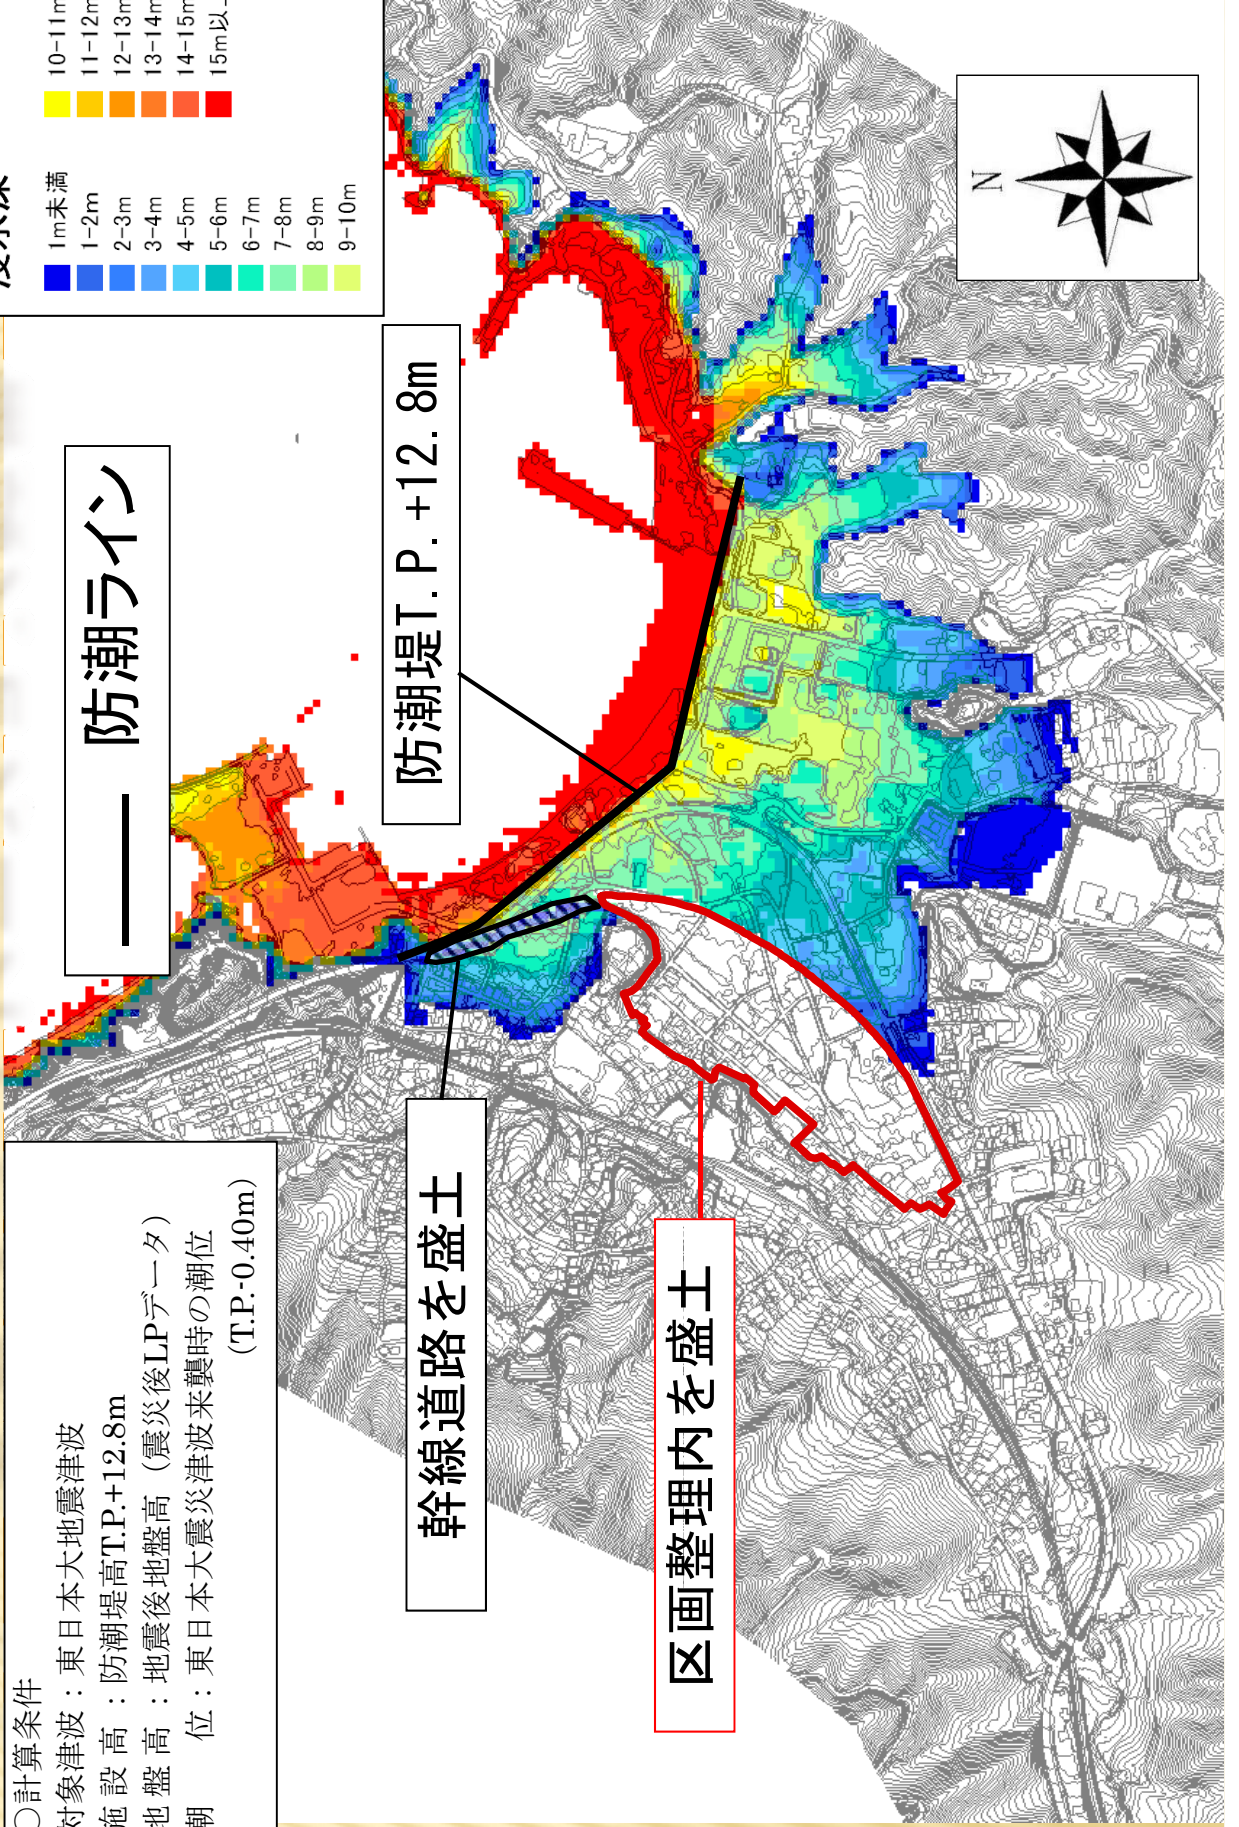 ○計算条件
対象津波：東日本大地震津波
施設高：防潮堤高T.P.+12.8m
地盤高：地震後地盤高（震災後LPデータ）
潮位：東日本大震災津波来襲時の潮位
(T.P.-0.40m)
防潮ライン
防潮堤T.P.+12.8m
幹線道路を盛土
区画整理内を盛土
浸水深
1m未満
1-2m
2-3m
3-4m
4-5m
5-6m
6-7m
7-8m
8-9m
9-10m
10-11m
11-12m
12-13m
13-14m
14-15m
15m以上
N